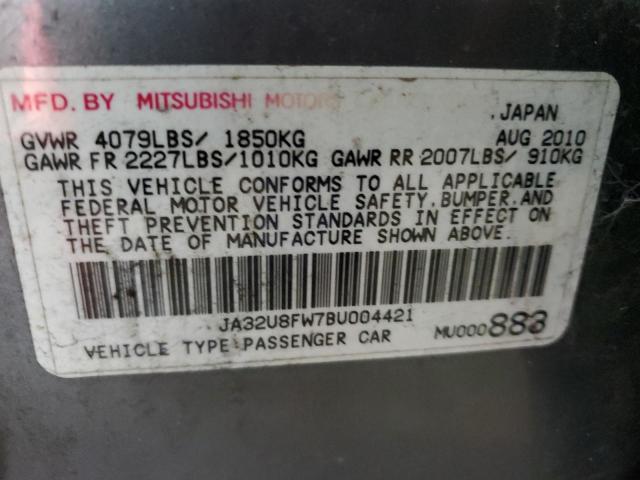 MFD. BY MITSUBISHI MOTORS
JAPAN
GVWR 4079LBS/ 1850KG AUG 2010
GAWR FR 2227LBS/1010KG GAWR RR 2007LBS/ 910KG
THIS VEHICLE CONFORMS TO ALL APPLICABLE
FEDERAL MOTOR VEHICLE SAFETY.BUMPER.AND
THEFT PREVENTION STANDARDS IN EFFECT ON
THE DATE OF MANUFACTURE SHOWN ABOVE.
JA32U8FW7BU004421
VEHICLE TYPE:PASSENGER CAR MU000883